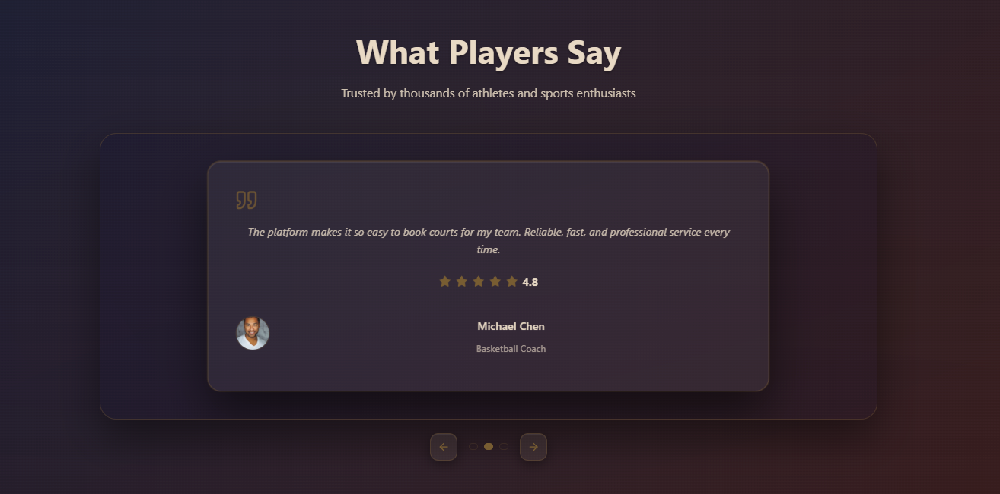 What Players Say
Trusted by thousands of athletes and sports enthusiasts
The platform makes it so easy to book courts for my team. Reliable, fast, and professional service every
time.
4.8
Michael Chen
Basketball Coach